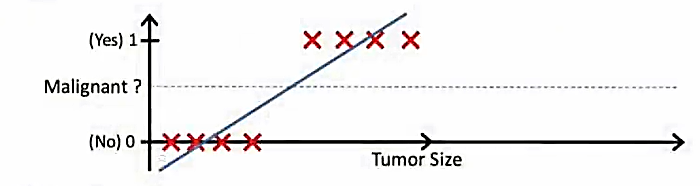 (Yes) 1
Malignant ?
(No) 0
Tumor Size